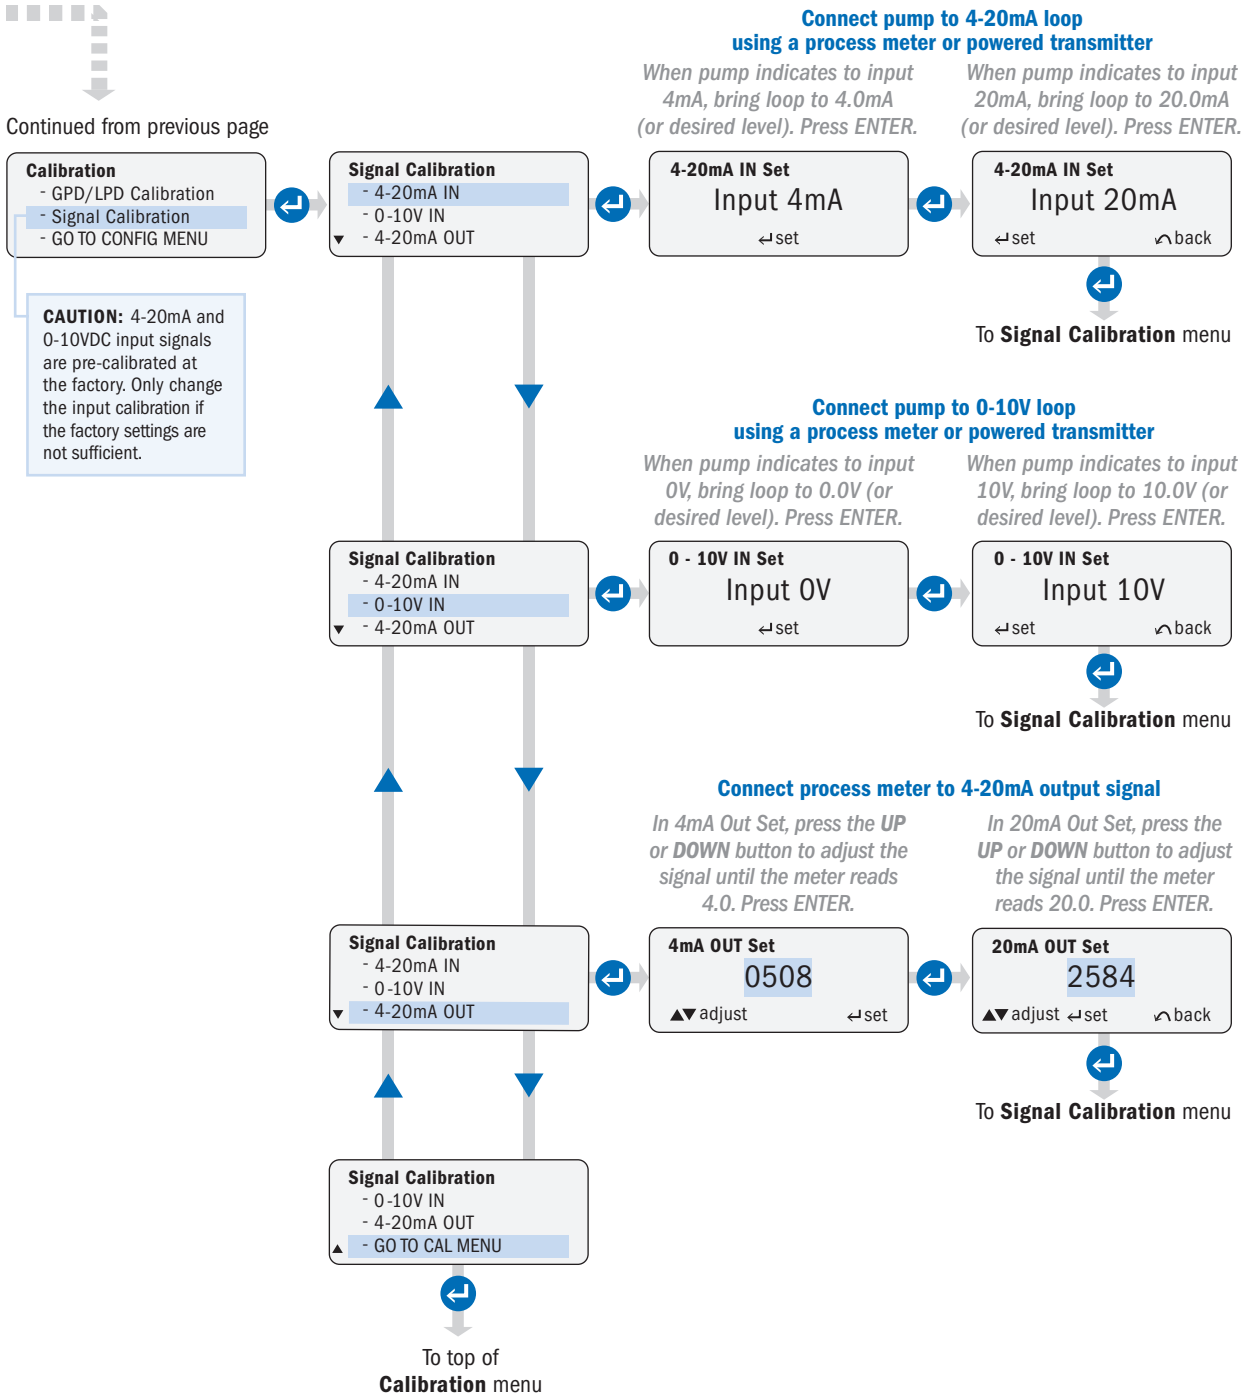 Connect pump to 4-20mA loop
using a process meter or powered transmitter
When pump indicates to input
4mA, bring loop to 4.0mA
(or desired level). Press ENTER.
When pump indicates to input
20mA, bring loop to 20.0mA
(or desired level). Press ENTER.
Continued from previous page
Calibration
- GPD/LPD Calibration
- Signal Calibration
- GO TO CONFIG MENU
Signal Calibration
- 4-20mA IN
- 0-10V IN
- 4-20mA OUT
4-20mA IN Set
Input 4mA
set
4-20mA IN Set
Input 20mA
set back
To Signal Calibration menu
CAUTION: 4-20mA and
0-10VDC input signals
are pre-calibrated at
the factory. Only change
the input calibration if
the factory settings are
not sufficient.
Connect pump to 0-10V loop
using a process meter or powered transmitter
When pump indicates to input
0V, bring loop to 0.0V (or
desired level). Press ENTER.
When pump indicates to input
10V, bring loop to 10.0V (or
desired level). Press ENTER.
Signal Calibration
- 4-20mA IN
- 0-10V IN
- 4-20mA OUT
0 - 10V IN Set
Input 0V
set
0 - 10V IN Set
Input 10V
set back
To Signal Calibration menu
Connect process meter to 4-20mA output signal
In 4mA Out Set, press the UP
or DOWN button to adjust the
signal until the meter reads
4.0. Press ENTER.
In 20mA Out Set, press the
UP or DOWN button to adjust
the signal until the meter
reads 20.0. Press ENTER.
Signal Calibration
- 4-20mA IN
- 0-10V IN
- 4-20mA OUT
4mA OUT Set
0508
adjust set
20mA OUT Set
2584
adjust set back
To Signal Calibration menu
Signal Calibration
- 0-10V IN
- 4-20mA OUT
- GO TO CAL MENU
To top of
Calibration menu